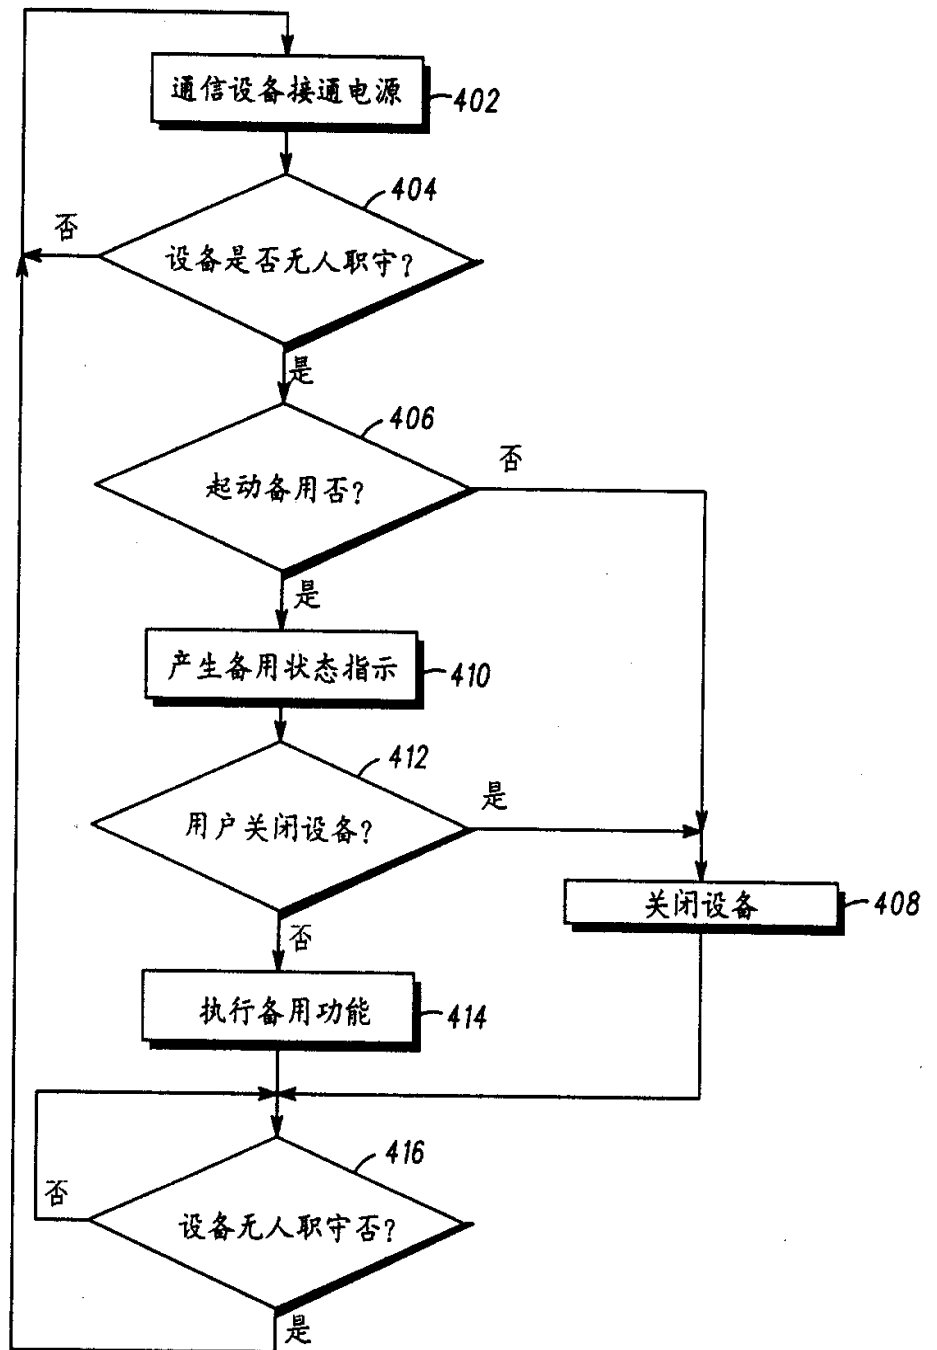 通信设备接通电源
402
404
否
设备是否无人职守?
是
406
否
起动备用否?
是
产生备用状态指示
410
412
是
用户关闭设备?
关闭设备
408
否
执行备用功能
414
416
否
设备无人职守否?
是